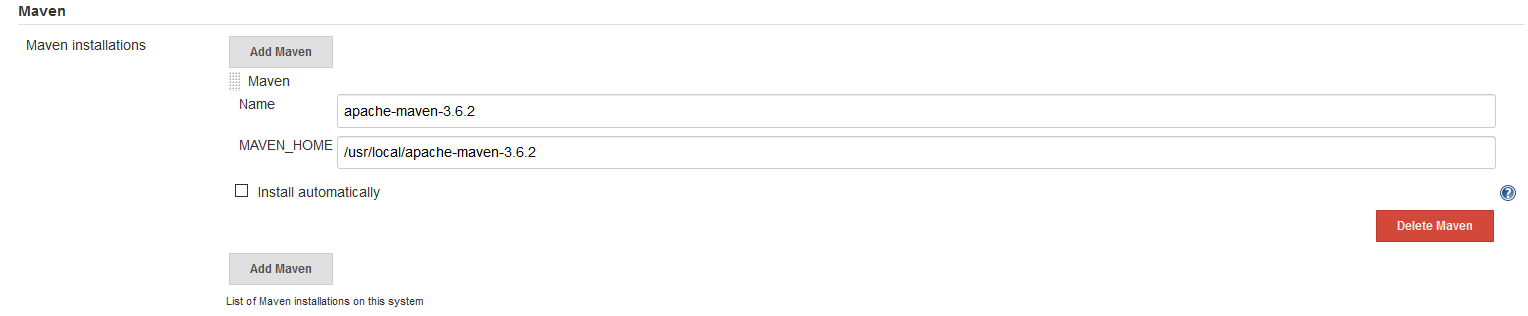 Maven
Maven installations
Add Maven
Maven
Name
apache-maven-3.6.2
MAVEN_HOME
/usr/local/apache-maven-3.6.2
Install automatically
?
Delete Maven
Add Maven
List of Maven installations on this system